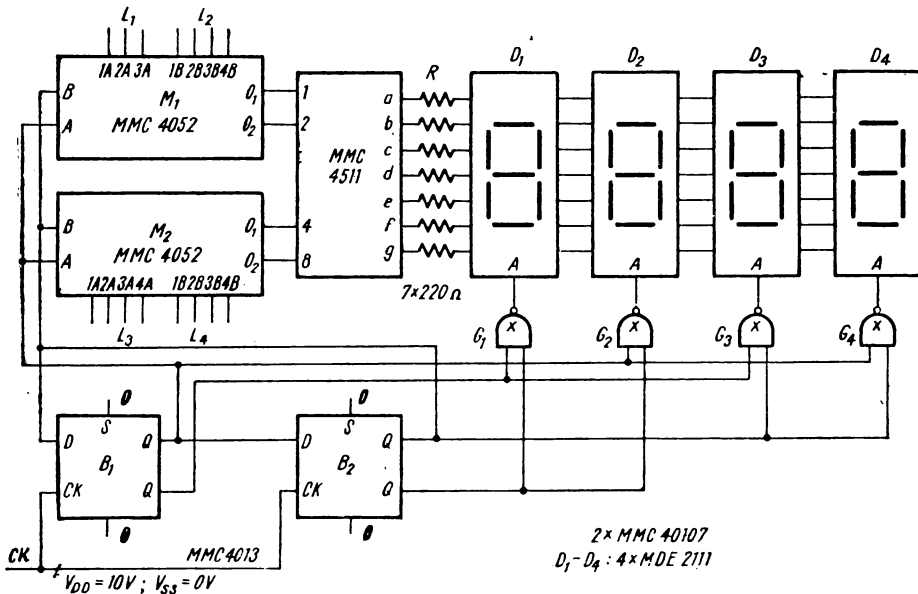 L1 L2
1A 2A 3A 1B 2B 3B 4B
B M1 O1
A MMC 4052 O2
B M2 O1
A MMC 4052 O2
1A 2A 3A 4A 1B 2B 3B 4B
L3 L4
1
2
4
8
MMC
4511
a
b
c
d
e
f
g
R
7×220Ω
D1 D2 D3 D4
A A A A
G1 X G2 X G3 X G4 X
0 0
S S
D Q D Q
B1 B2
CK Q CK Q
0 0
CK MMC4013
VDD = 10V ; VSS = 0V
2× MMC 40107
D1-D4 : 4×MDE 2111